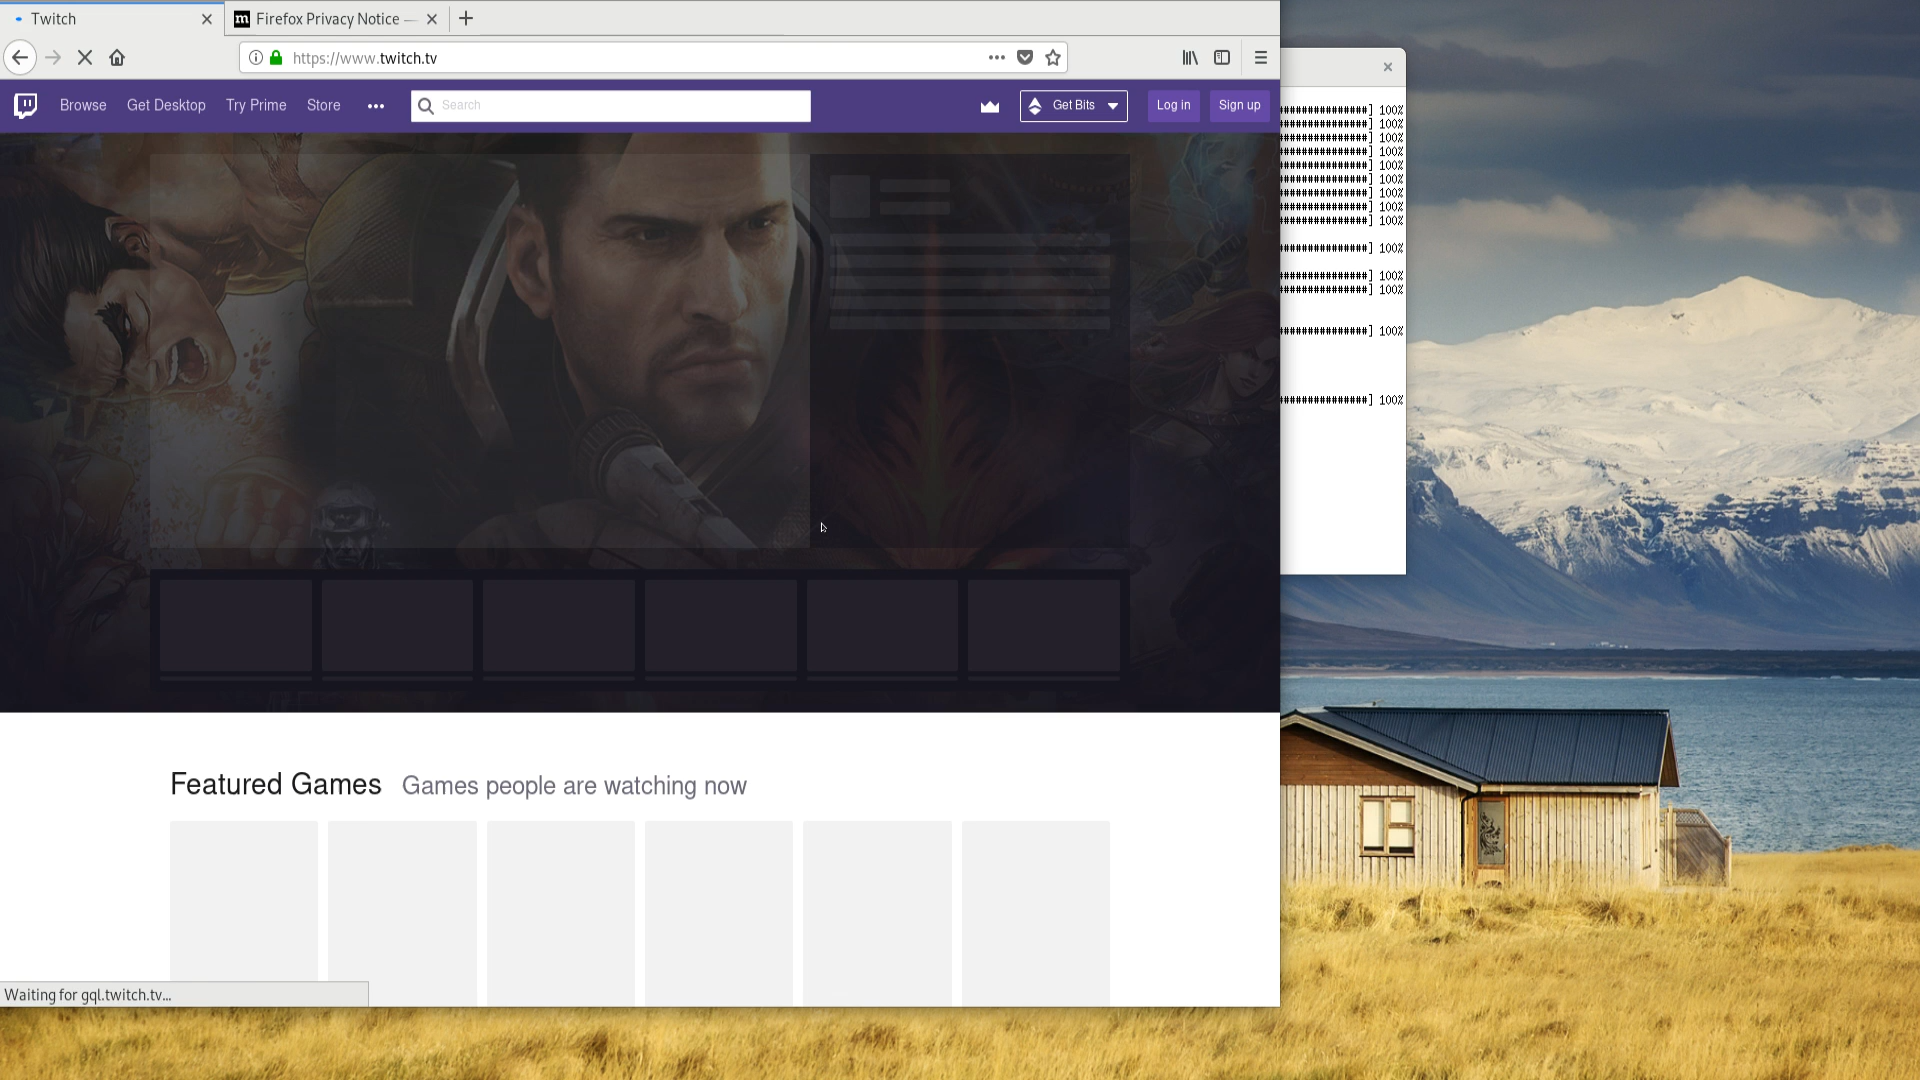 Twitch
m Firefox Privacy Notice —
https://www.twitch.tv
Browse Get Desktop Try Prime Store
Search
Get Bits Log in Sign up
###############] 100%
###############] 100%
###############] 100%
###############] 100%
###############] 100%
###############] 100%
###############] 100%
###############] 100%
###############] 100%
###############] 100%
###############] 100%
###############] 100%
###############] 100%
###############] 100%
Featured Games Games people are watching now
Waiting for gql.twitch.tv...